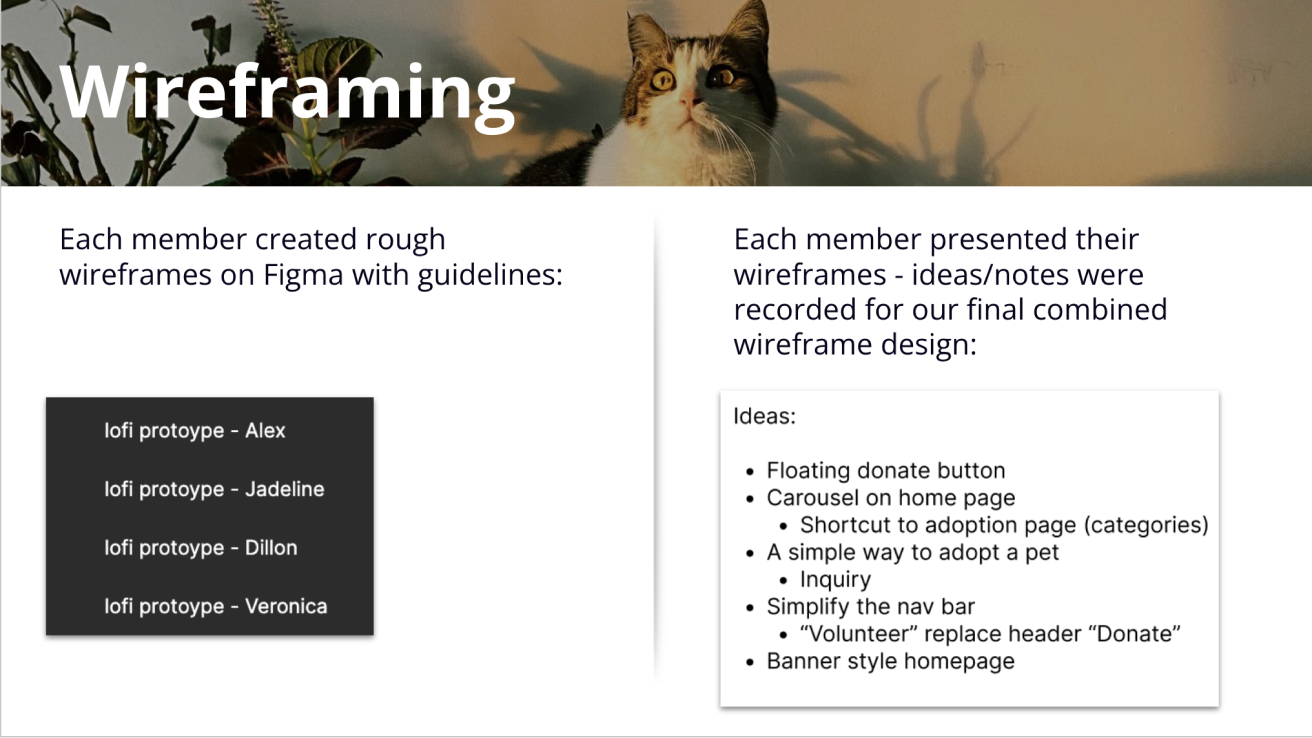 Wireframing
Each member created rough
wireframes on Figma with guidelines:
lofi protoype - Alex
lofi protoype - Jadeline
lofi protoype - Dillon
lofi protoype - Veronica
Each member presented their
wireframes - ideas/notes were
recorded for our final combined
wireframe design:
Ideas:
• Floating donate button
• Carousel on home page
• Shortcut to adoption page (categories)
• A simple way to adopt a pet
• Inquiry
• Simplify the nav bar
• “Volunteer” replace header “Donate”
• Banner style homepage